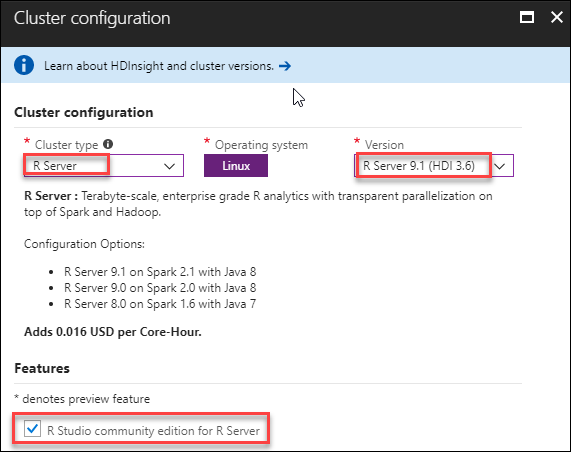 Cluster configuration
Learn about HDInsight and cluster versions. →
Cluster configuration
* Cluster type * Operating system * Version
R Server Linux R Server 9.1 (HDI 3.6)
R Server : Terabyte-scale, enterprise grade R analytics with transparent parallelization on
top of Spark and Hadoop.
Configuration Options:
• R Server 9.1 on Spark 2.1 with Java 8
• R Server 9.0 on Spark 2.0 with Java 8
• R Server 8.0 on Spark 1.6 with Java 7
Adds 0.016 USD per Core-Hour.
Features
* denotes preview feature
R Studio community edition for R Server